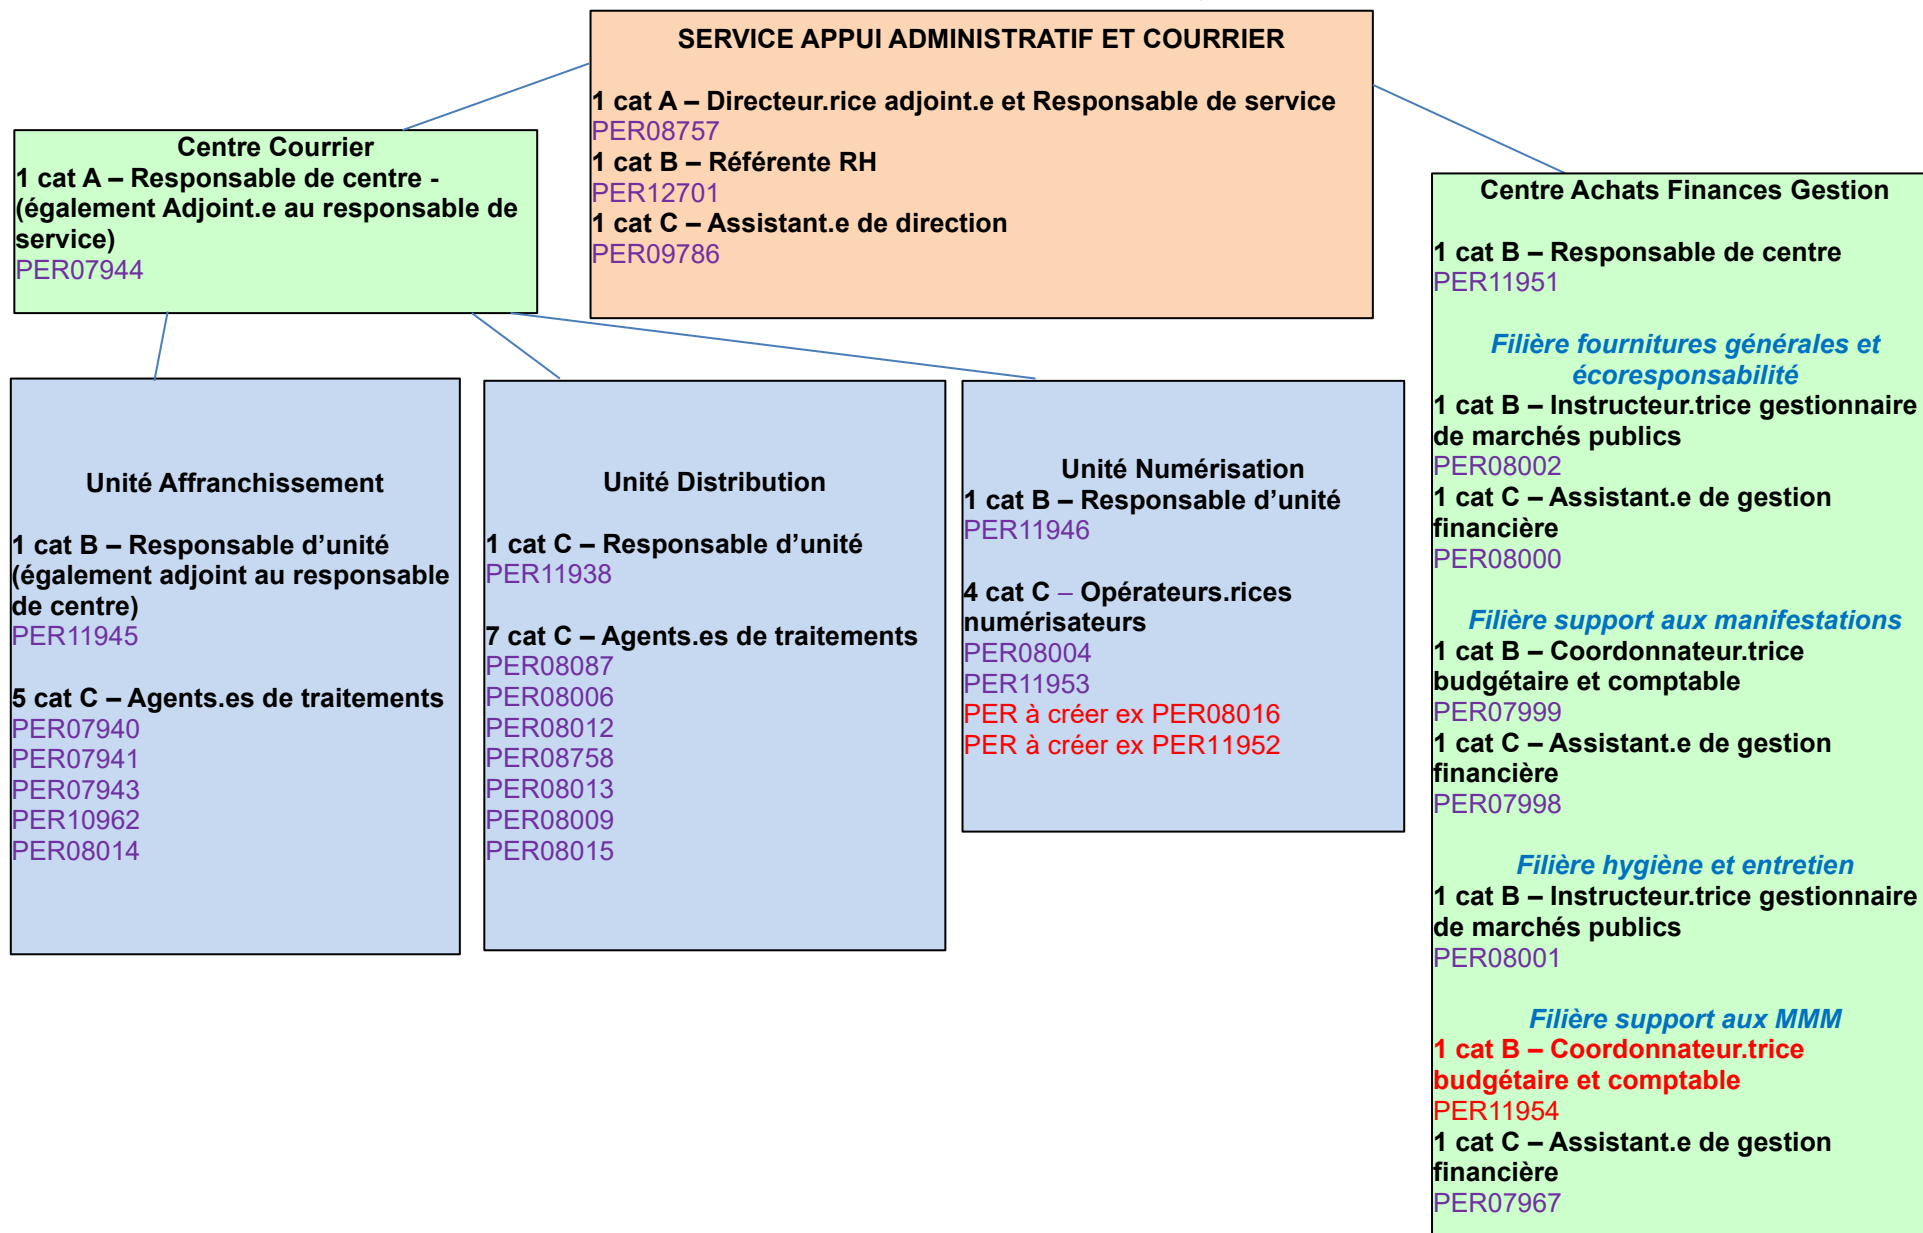 SERVICE APPUI ADMINISTRATIF ET COURRIER
1 cat A – Directeur.rice adjoint.e et Responsable de service
PER08757
1 cat B – Référente RH
PER12701
1 cat C – Assistant.e de direction
PER09786
Centre Courrier
1 cat A – Responsable de centre -
(également Adjoint.e au responsable de
service)
PER07944
Unité Affranchissement
1 cat B – Responsable d’unité
(également adjoint au responsable
de centre)
PER11945
5 cat C – Agents.es de traitements
PER07940
PER07941
PER07943
PER10962
PER08014
Unité Distribution
1 cat C – Responsable d’unité
PER11938
7 cat C – Agents.es de traitements
PER08087
PER08006
PER08012
PER08758
PER08013
PER08009
PER08015
Unité Numérisation
1 cat B – Responsable d’unité
PER11946
4 cat C – Opérateurs.rices
numérisateurs
PER08004
PER11953
PER à créer ex PER08016
PER à créer ex PER11952
Centre Achats Finances Gestion
1 cat B – Responsable de centre
PER11951
Filière fournitures générales et
écoresponsabilité
1 cat B – Instructeur.trice gestionnaire
de marchés publics
PER08002
1 cat C – Assistant.e de gestion
financière
PER08000
Filière support aux manifestations
1 cat B – Coordonnateur.trice
budgétaire et comptable
PER07999
1 cat C – Assistant.e de gestion
financière
PER07998
Filière hygiène et entretien
1 cat B – Instructeur.trice gestionnaire
de marchés publics
PER08001
Filière support aux MMM
1 cat B – Coordonnateur.trice
budgétaire et comptable
PER11954
1 cat C – Assistant.e de gestion
financière
PER07967